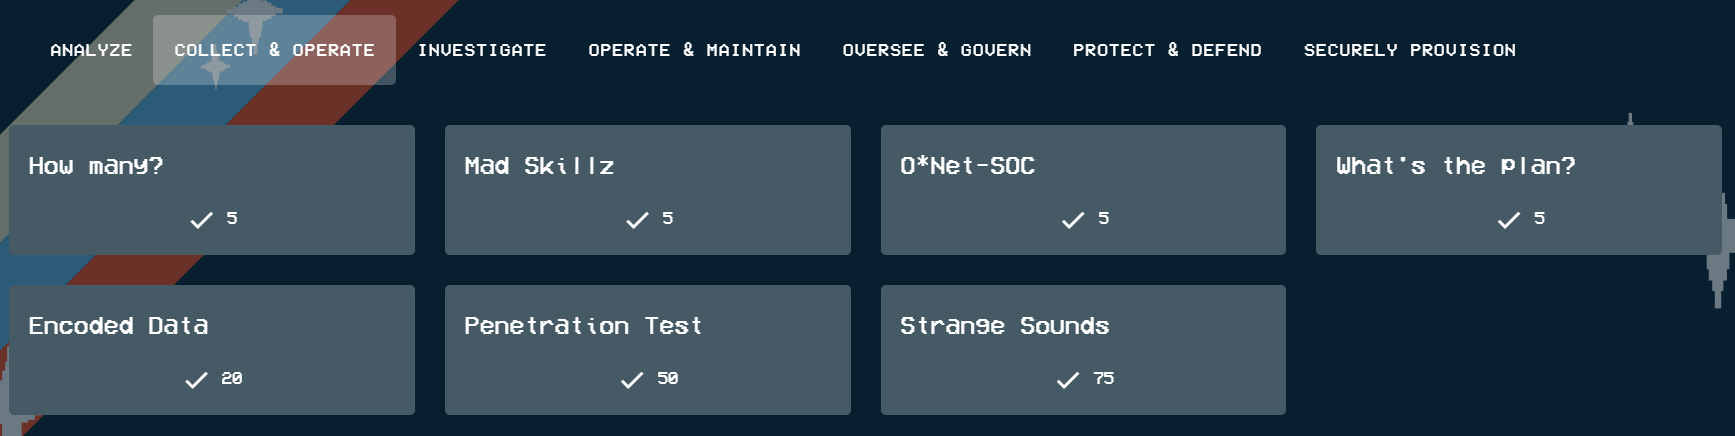 ANALYZE COLLECT & OPERATE INVESTIGATE OPERATE & MAINTAIN OVERSEE & GOVERN PROTECT & DEFEND SECURELY PROVISION
How many? Mad Skillz O*Net-SOC What's the plan?
✓ 5 ✓ 5 ✓ 5 ✓ 5
Encoded Data Penetration Test Strange Sounds
✓ 20 ✓ 50 ✓ 75